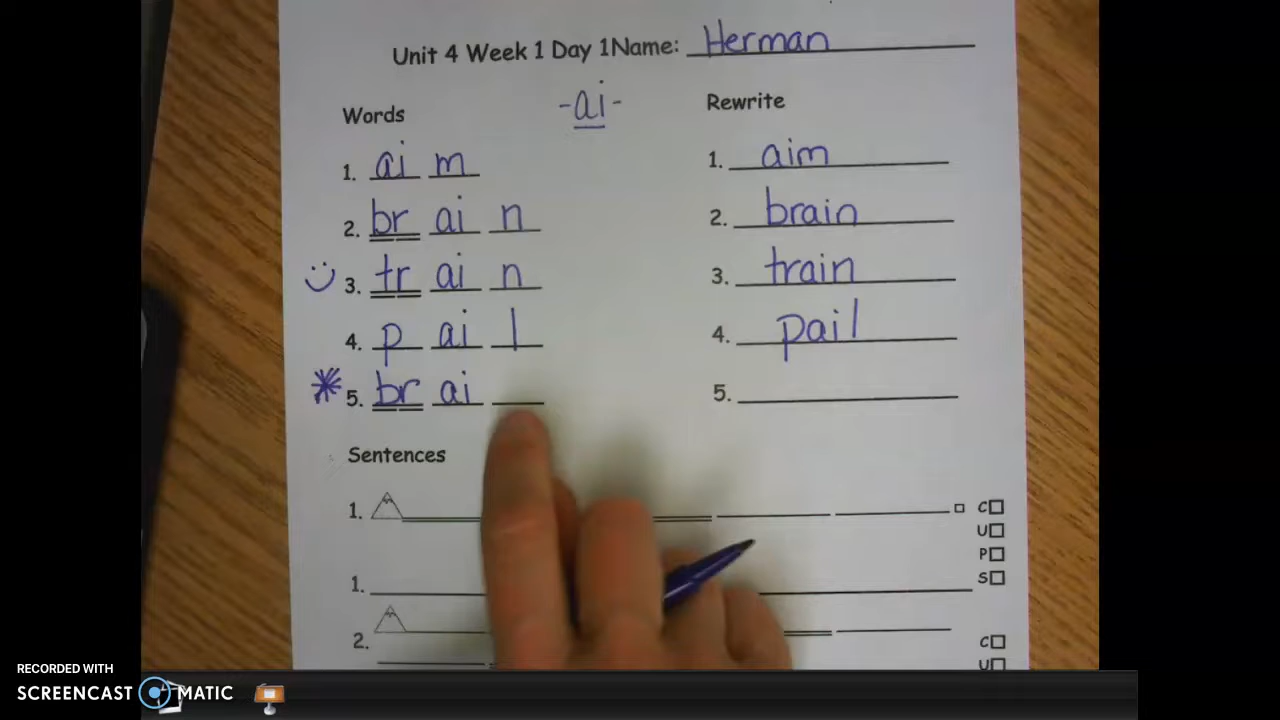 Unit 4 Week 1 Day 1Name: Herman
Words
-ai-
Rewrite
1. ai m
1. aim
2. br ai n
2. brain
3. tr ai n
3. train
4. p ai l
4. pail
5. br ai
5.
Sentences
1.
C
U
P
S
1.
2.
C
U
RECORDED WITH
SCREENCAST MATIC